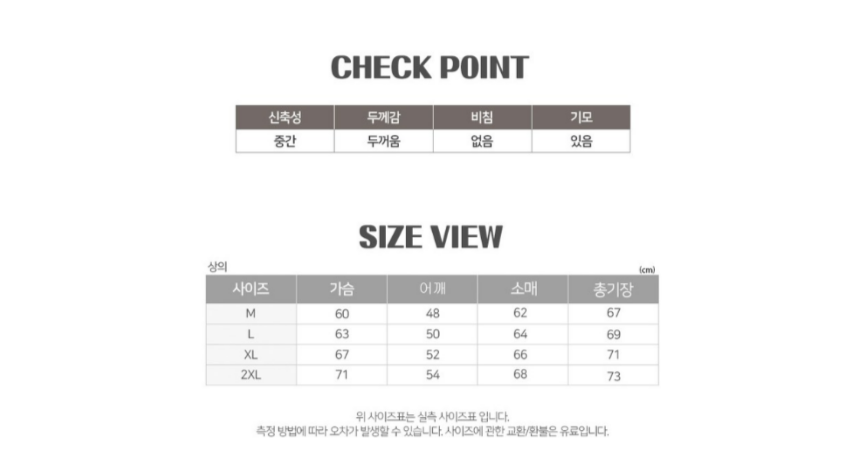 CHECK POINT
신축성 두께감 비침 기모
중간 두꺼움 없음 있음
SIZE VIEW
상의 (cm)
사이즈 가슴 어깨 소매 총기장
M 60 48 62 67
L 63 50 64 69
XL 67 52 66 71
2XL 71 54 68 73
위 사이즈표는 실측 사이즈표 입니다.
측정 방법에 따라 오차가 발생할 수 있습니다. 사이즈에 관한 교환/환불은 유료입니다.